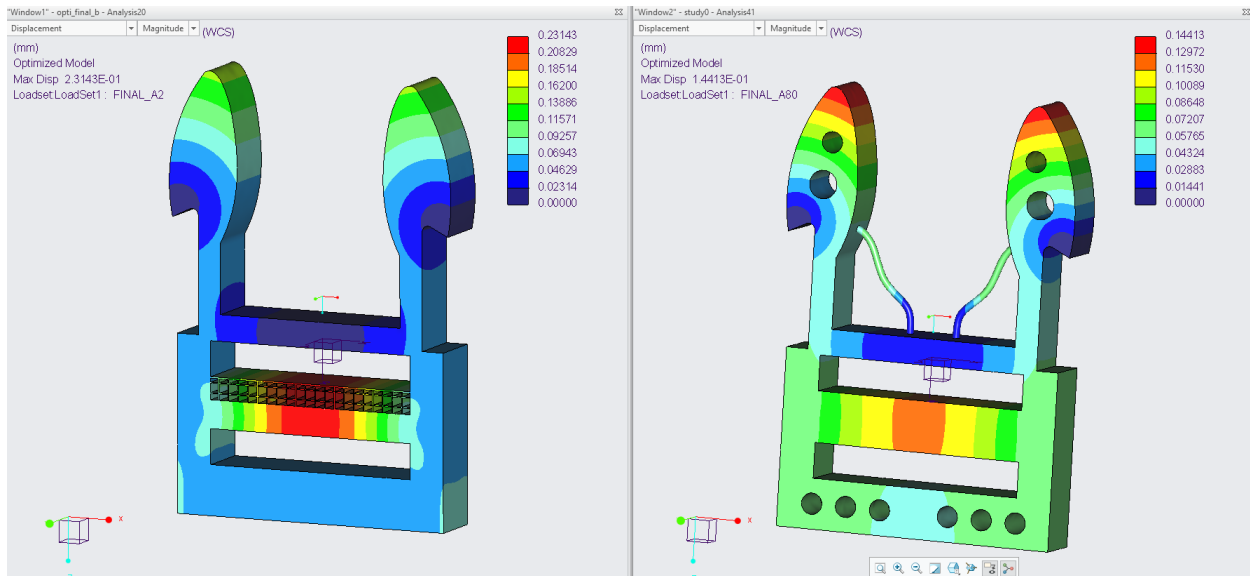 "Window1" - opti_final_b - Analysis20
Displacement Magnitude (WCS)
(mm)
Optimized Model
Max Disp 2.3143E-01
Loadset:LoadSet1 : FINAL_A2
0.23143
0.20829
0.18514
0.16200
0.13886
0.11571
0.09257
0.06943
0.04629
0.02314
0.00000
X
"Window2" - study0 - Analysis41
Displacement Magnitude (WCS)
(mm)
Optimized Model
Max Disp 1.4413E-01
Loadset:LoadSet1 : FINAL_A80
0.14413
0.12972
0.11530
0.10089
0.08648
0.07207
0.05765
0.04324
0.02883
0.01441
0.00000
X